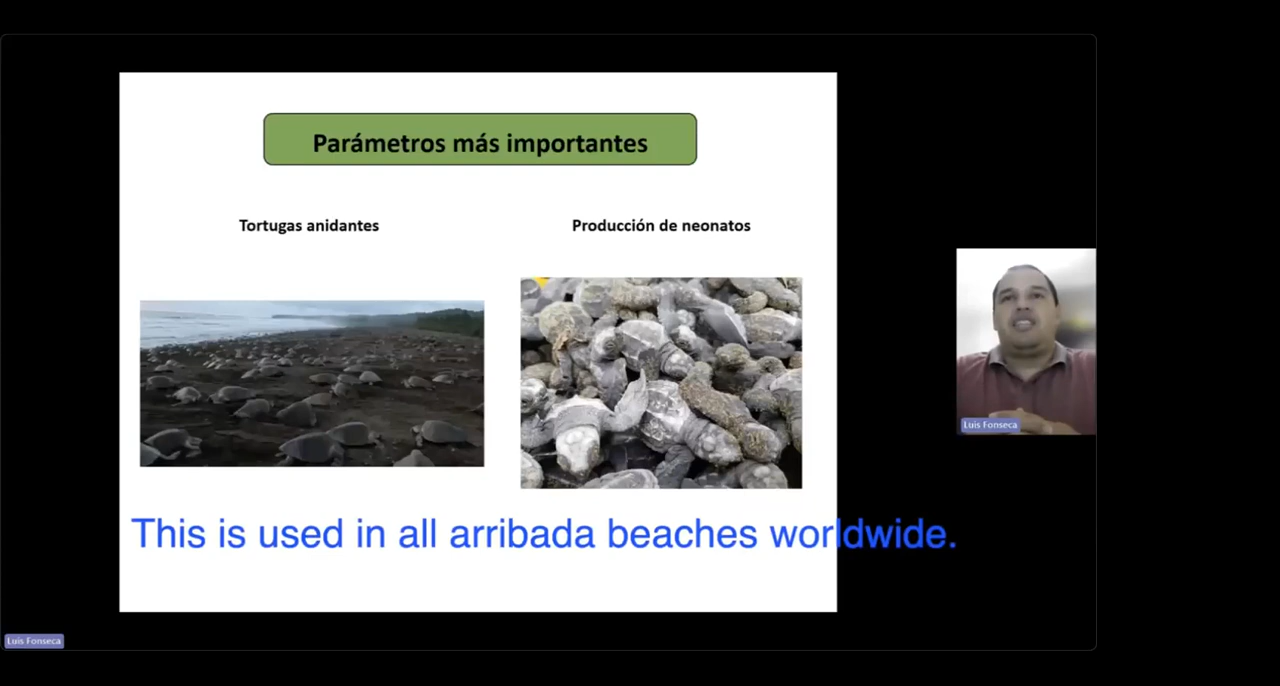 Parámetros más importantes
Tortugas anidantes
Producción de neonatos
This is used in all arribada beaches worldwide.
Luis Fonseca
Luis Fonseca